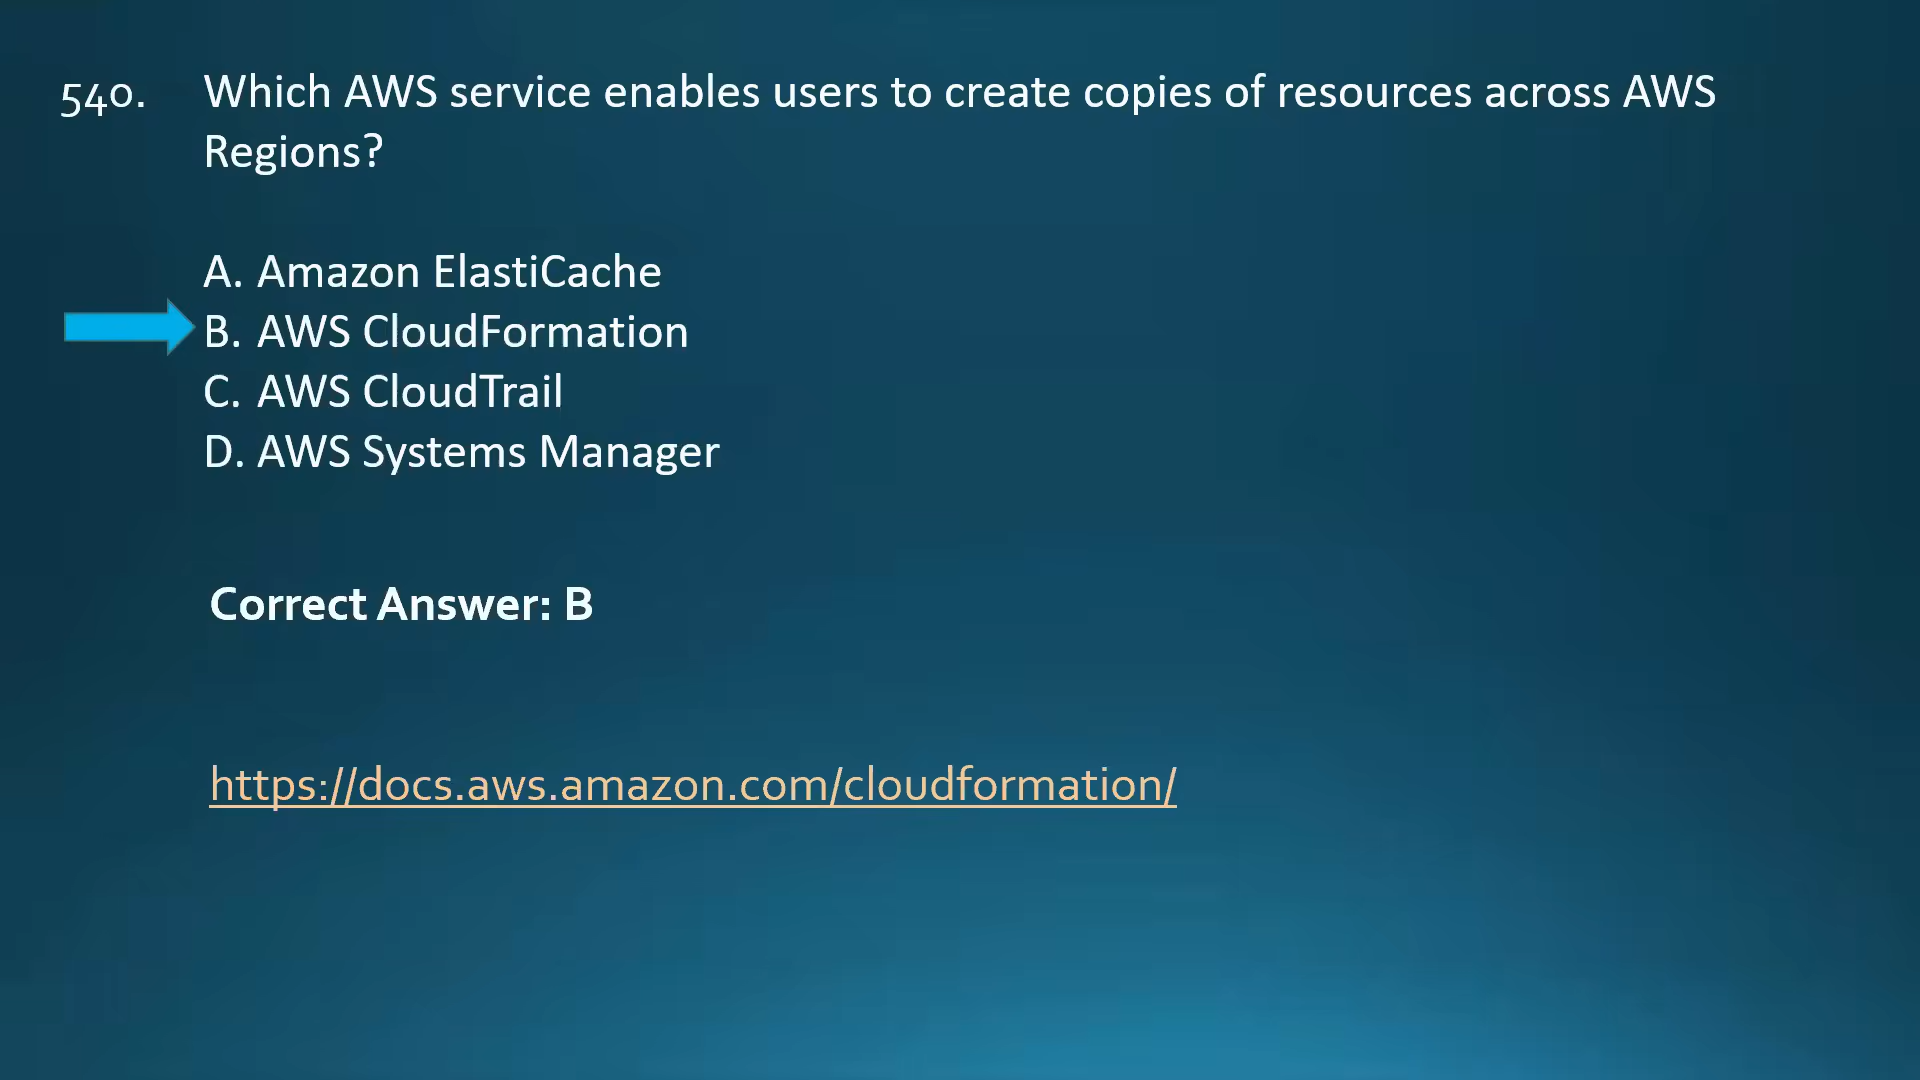 540. Which AWS service enables users to create copies of resources across AWS
Regions?
A. Amazon ElastiCache
B. AWS CloudFormation
C. AWS CloudTrail
D. AWS Systems Manager
Correct Answer: B
https://docs.aws.amazon.com/cloudformation/